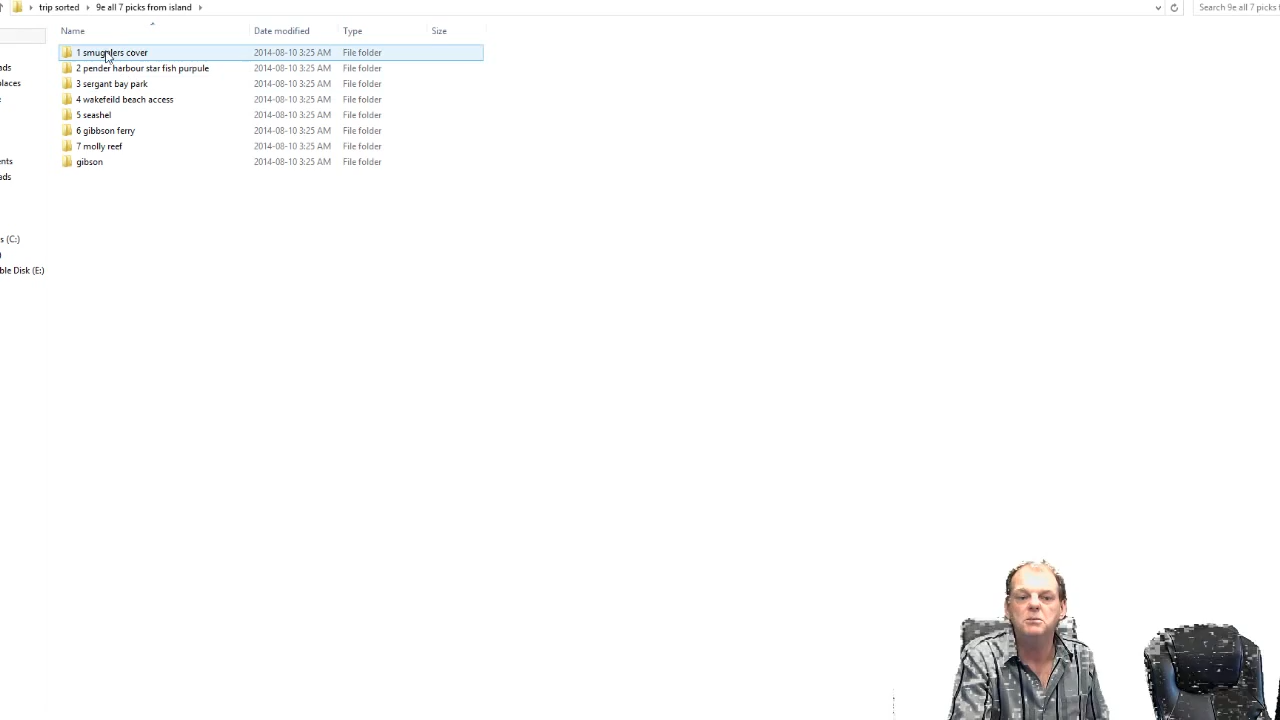 trip sorted › 9e all 7 picks from island ›
Search 9e all 7 picks f
Name Date modified Type Size
1 smugglers cover 2014-08-10 3:25 AM File folder
2 pender harbour star fish purpule 2014-08-10 3:25 AM File folder
3 sergant bay park 2014-08-10 3:25 AM File folder
4 wakefeild beach access 2014-08-10 3:25 AM File folder
5 seashel 2014-08-10 3:25 AM File folder
6 gibbson ferry 2014-08-10 3:25 AM File folder
7 molly reef 2014-08-10 3:25 AM File folder
gibson 2014-08-10 3:25 AM File folder
ads
laces
ents
ads
s (C:)
ble Disk (E:)